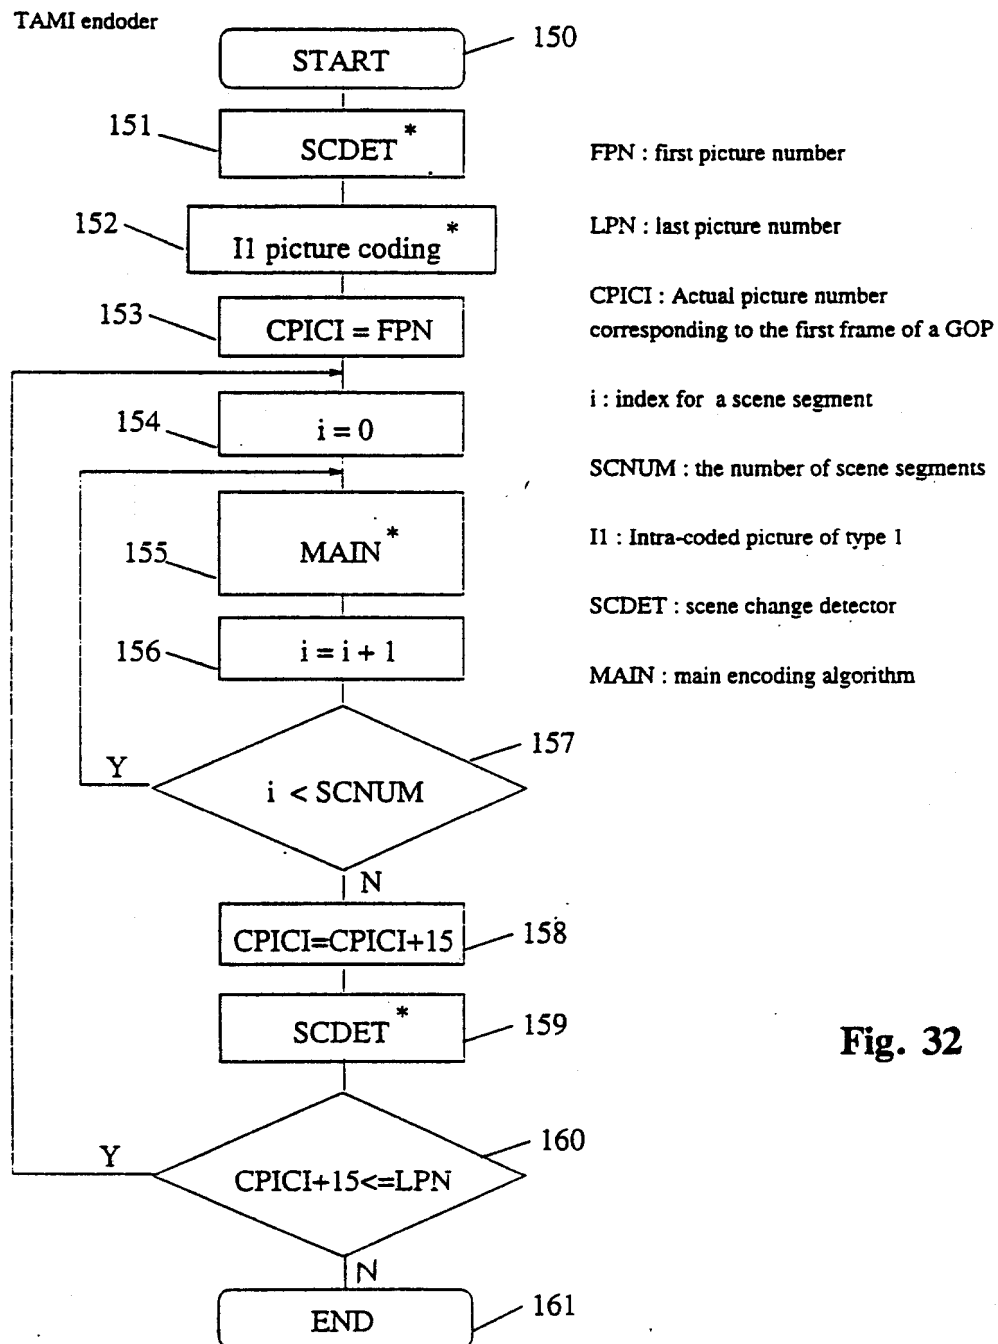 TAMI endoder
START
150
151
SCDET *
FPN : first picture number
152
I1 picture coding *
LPN : last picture number
153
CPICI = FPN
CPICI : Actual picture number
corresponding to the first frame of a GOP
154
i = 0
i : index for a scene segment
SCNUM : the number of scene segments
155
MAIN *
I1 : Intra-coded picture of type 1
SCDET : scene change detector
156
i = i + 1
MAIN : main encoding algorithm
157
Y
i < SCNUM
N
CPICI=CPICI+15
158
SCDET *
159
Fig. 32
Y
160
CPICI+15<=LPN
N
END
161